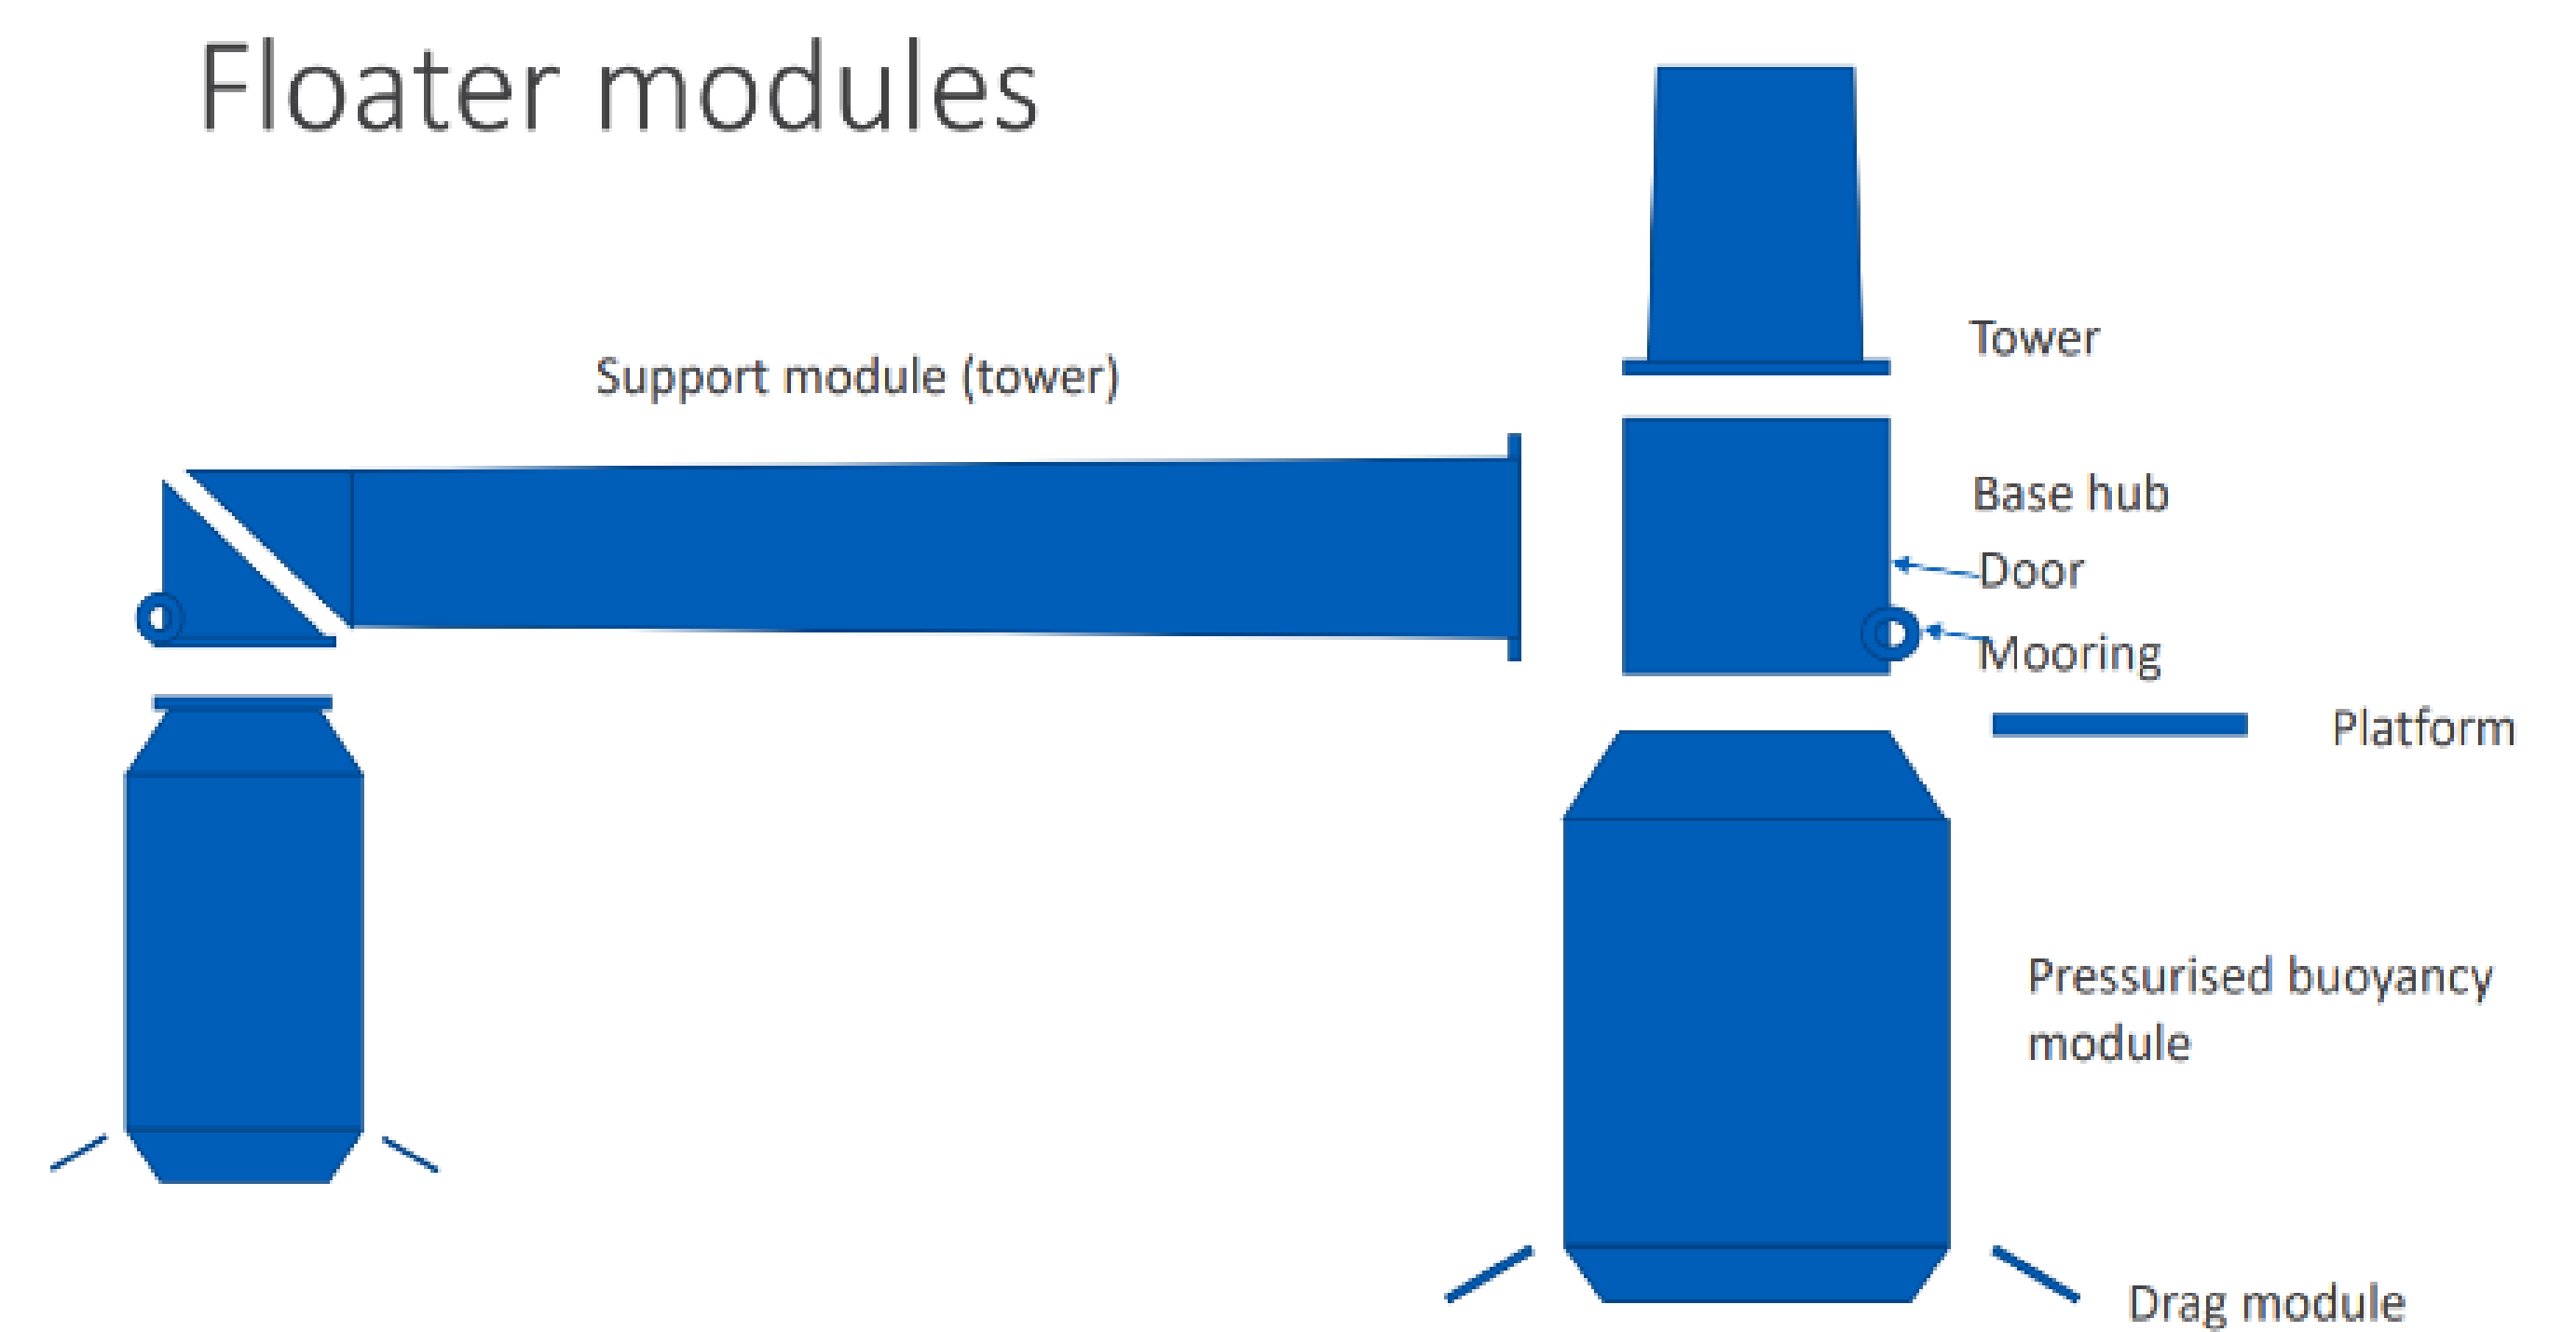 Floater modules
Tower
Support module (tower)
Base hub
Door
Mooring
Platform
Pressurised buoyancy
module
Drag module